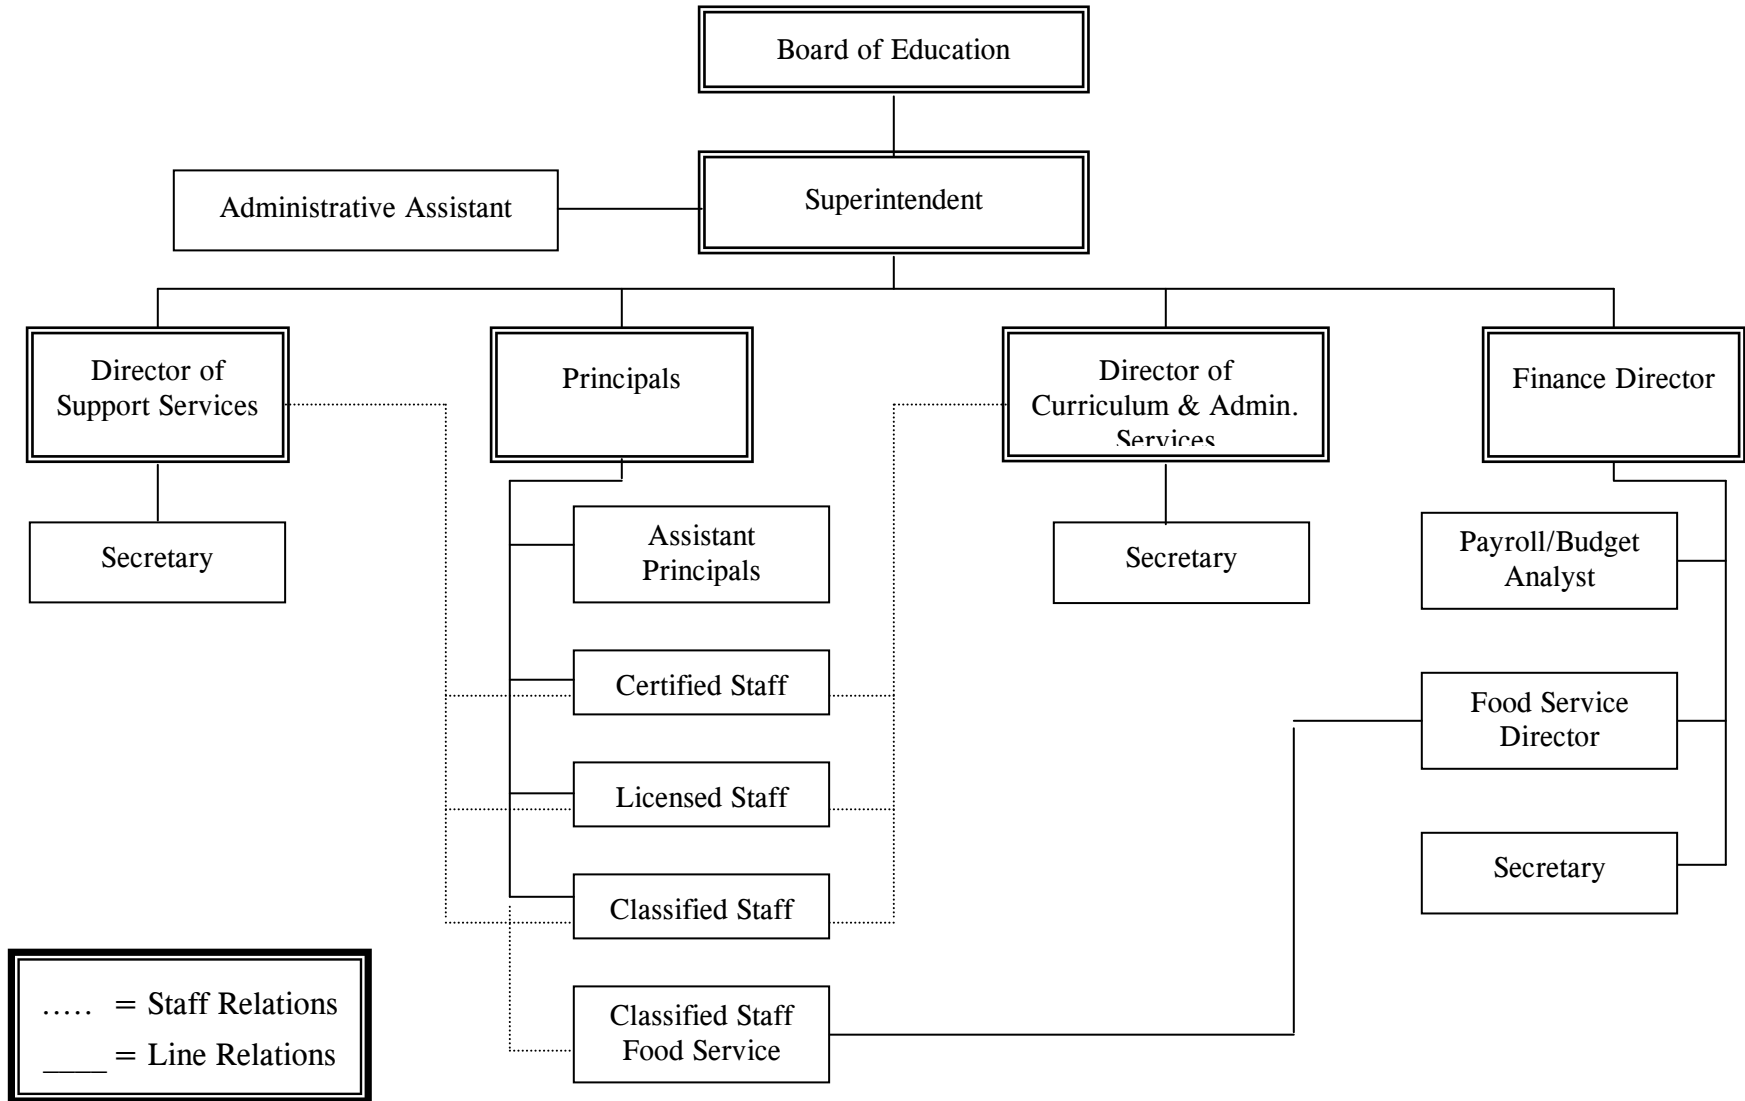 Board of Education
Administrative Assistant
Superintendent
Director of
Support Services
Principals
Director of
Curriculum & Admin.
Services
Finance Director
Secretary
Assistant
Principals
Secretary
Payroll/Budget
Analyst
Certified Staff
Food Service
Director
Licensed Staff
Classified Staff
Secretary
Classified Staff
Food Service
..... = Staff Relations
____ = Line Relations